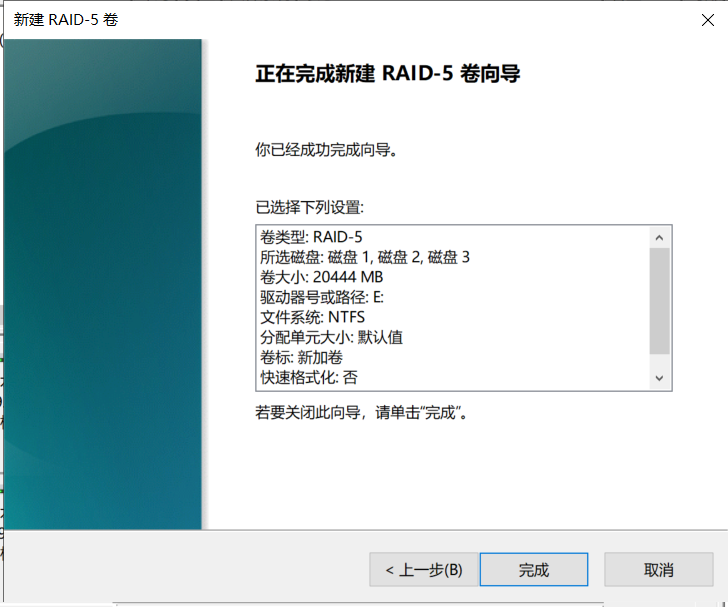 新建 RAID-5 卷
正在完成新建 RAID-5 卷向导
你已经成功完成向导。
已选择下列设置:
卷类型: RAID-5
所选磁盘: 磁盘 1, 磁盘 2, 磁盘 3
卷大小: 20444 MB
驱动器号或路径: E:
文件系统: NTFS
分配单元大小: 默认值
卷标: 新加卷
快速格式化: 否
若要关闭此向导，请单击“完成”。
< 上一步(B)
完成
取消